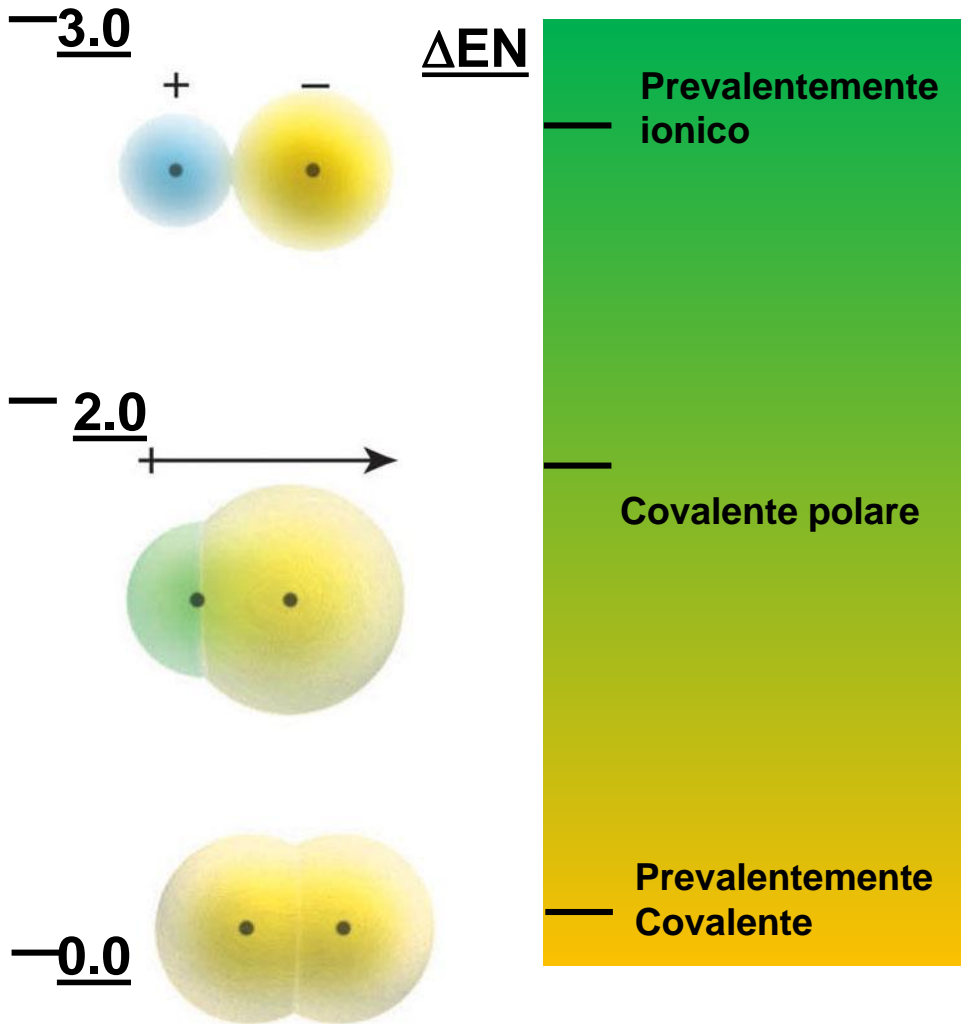 3.0
ΔEN
+ −
Prevalentemente
ionico
2.0
Covalente polare
Prevalentemente
Covalente
0.0